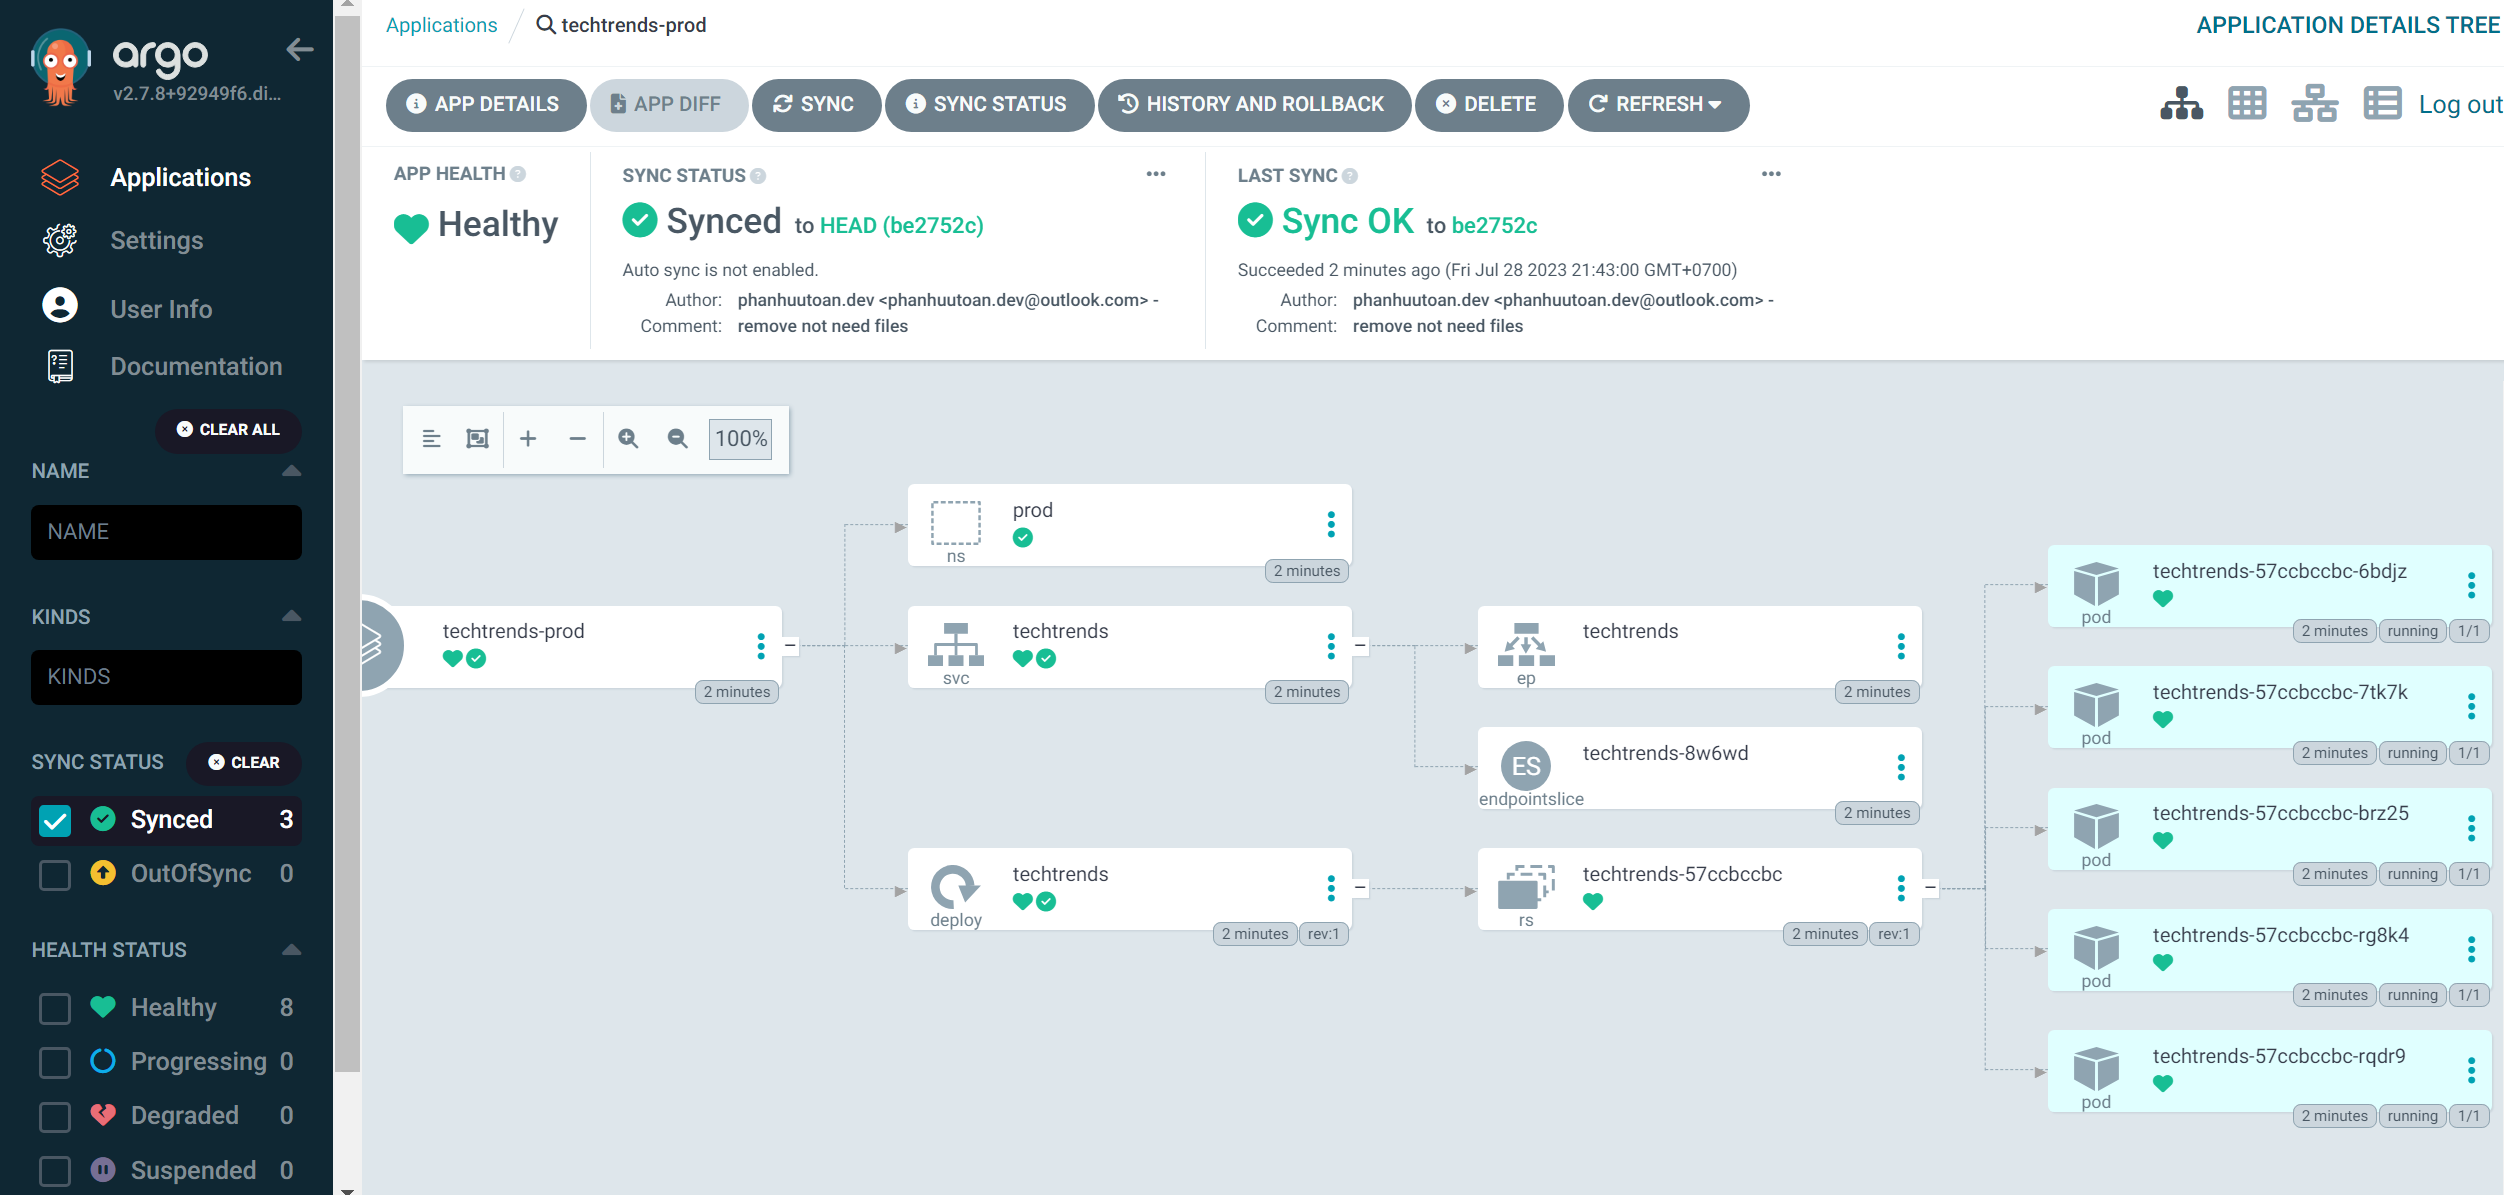 argo
v2.7.8+92949f6.di...
Applications
Settings
User Info
Documentation
CLEAR ALL
NAME
NAME
KINDS
KINDS
SYNC STATUS
CLEAR
Synced 3
OutOfSync 0
HEALTH STATUS
Healthy 8
Progressing 0
Degraded 0
Suspended 0
Applications
techtrends-prod
APPLICATION DETAILS TREE
APP DETAILS
APP DIFF
SYNC
SYNC STATUS
HISTORY AND ROLLBACK
DELETE
REFRESH
Log out
APP HEALTH
Healthy
SYNC STATUS
Synced to HEAD (be2752c)
Auto sync is not enabled.
Author: phanhuutoan.dev <phanhuutoan.dev@outlook.com> -
Comment: remove not need files
LAST SYNC
Sync OK to be2752c
Succeeded 2 minutes ago (Fri Jul 28 2023 21:43:00 GMT+0700)
Author: phanhuutoan.dev <phanhuutoan.dev@outlook.com> -
Comment: remove not need files
100%
techtrends-prod
2 minutes
prod
ns
2 minutes
techtrends
svc
2 minutes
techtrends
deploy
2 minutes rev:1
techtrends
ep
2 minutes
ES
techtrends-8w6wd
endpointslice
2 minutes
techtrends-57ccbccbc
rs
2 minutes rev:1
techtrends-57ccbccbc-6bdjz
pod
2 minutes running 1/1
techtrends-57ccbccbc-7tk7k
pod
2 minutes running 1/1
techtrends-57ccbccbc-brz25
pod
2 minutes running 1/1
techtrends-57ccbccbc-rg8k4
pod
2 minutes running 1/1
techtrends-57ccbccbc-rqdr9
pod
2 minutes running 1/1